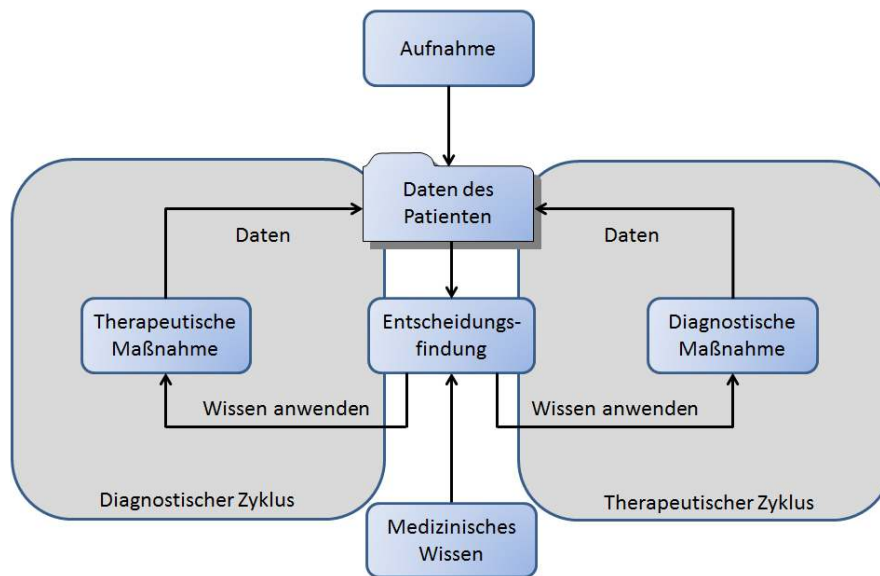 Aufnahme
Daten des
Patienten
Daten
Daten
Therapeutische
Maßnahme
Entscheidungs-
findung
Diagnostische
Maßnahme
Wissen anwenden
Wissen anwenden
Diagnostischer Zyklus
Therapeutischer Zyklus
Medizinisches
Wissen